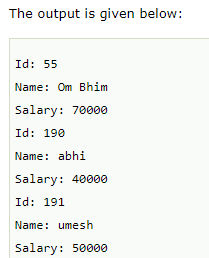 The output is given below:
Id: 55
Name: Om Bhim
Salary: 70000
Id: 190
Name: abhi
Salary: 40000
Id: 191
Name: umesh
Salary: 50000